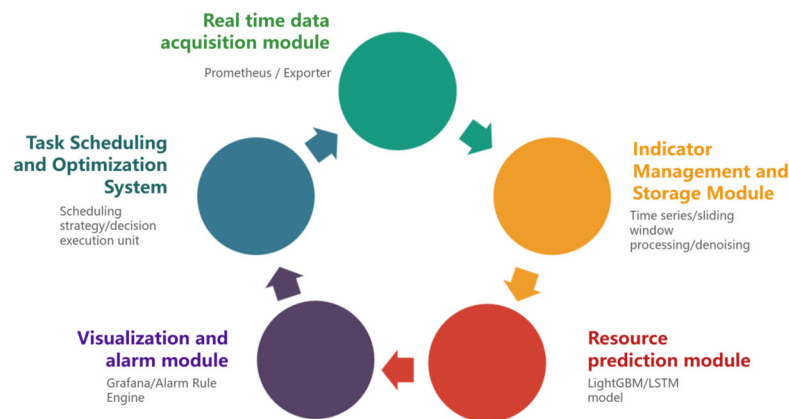 Real time data
acquisition module
Prometheus / Exporter
Indicator
Management and
Storage Module
Time series/sliding
window
processing/denoising
Resource
prediction module
LightGBM/LSTM
model
Visualization and
alarm module
Grafana/Alarm Rule
Engine
Task Scheduling
and Optimization
System
Scheduling
strategy/decision
execution unit